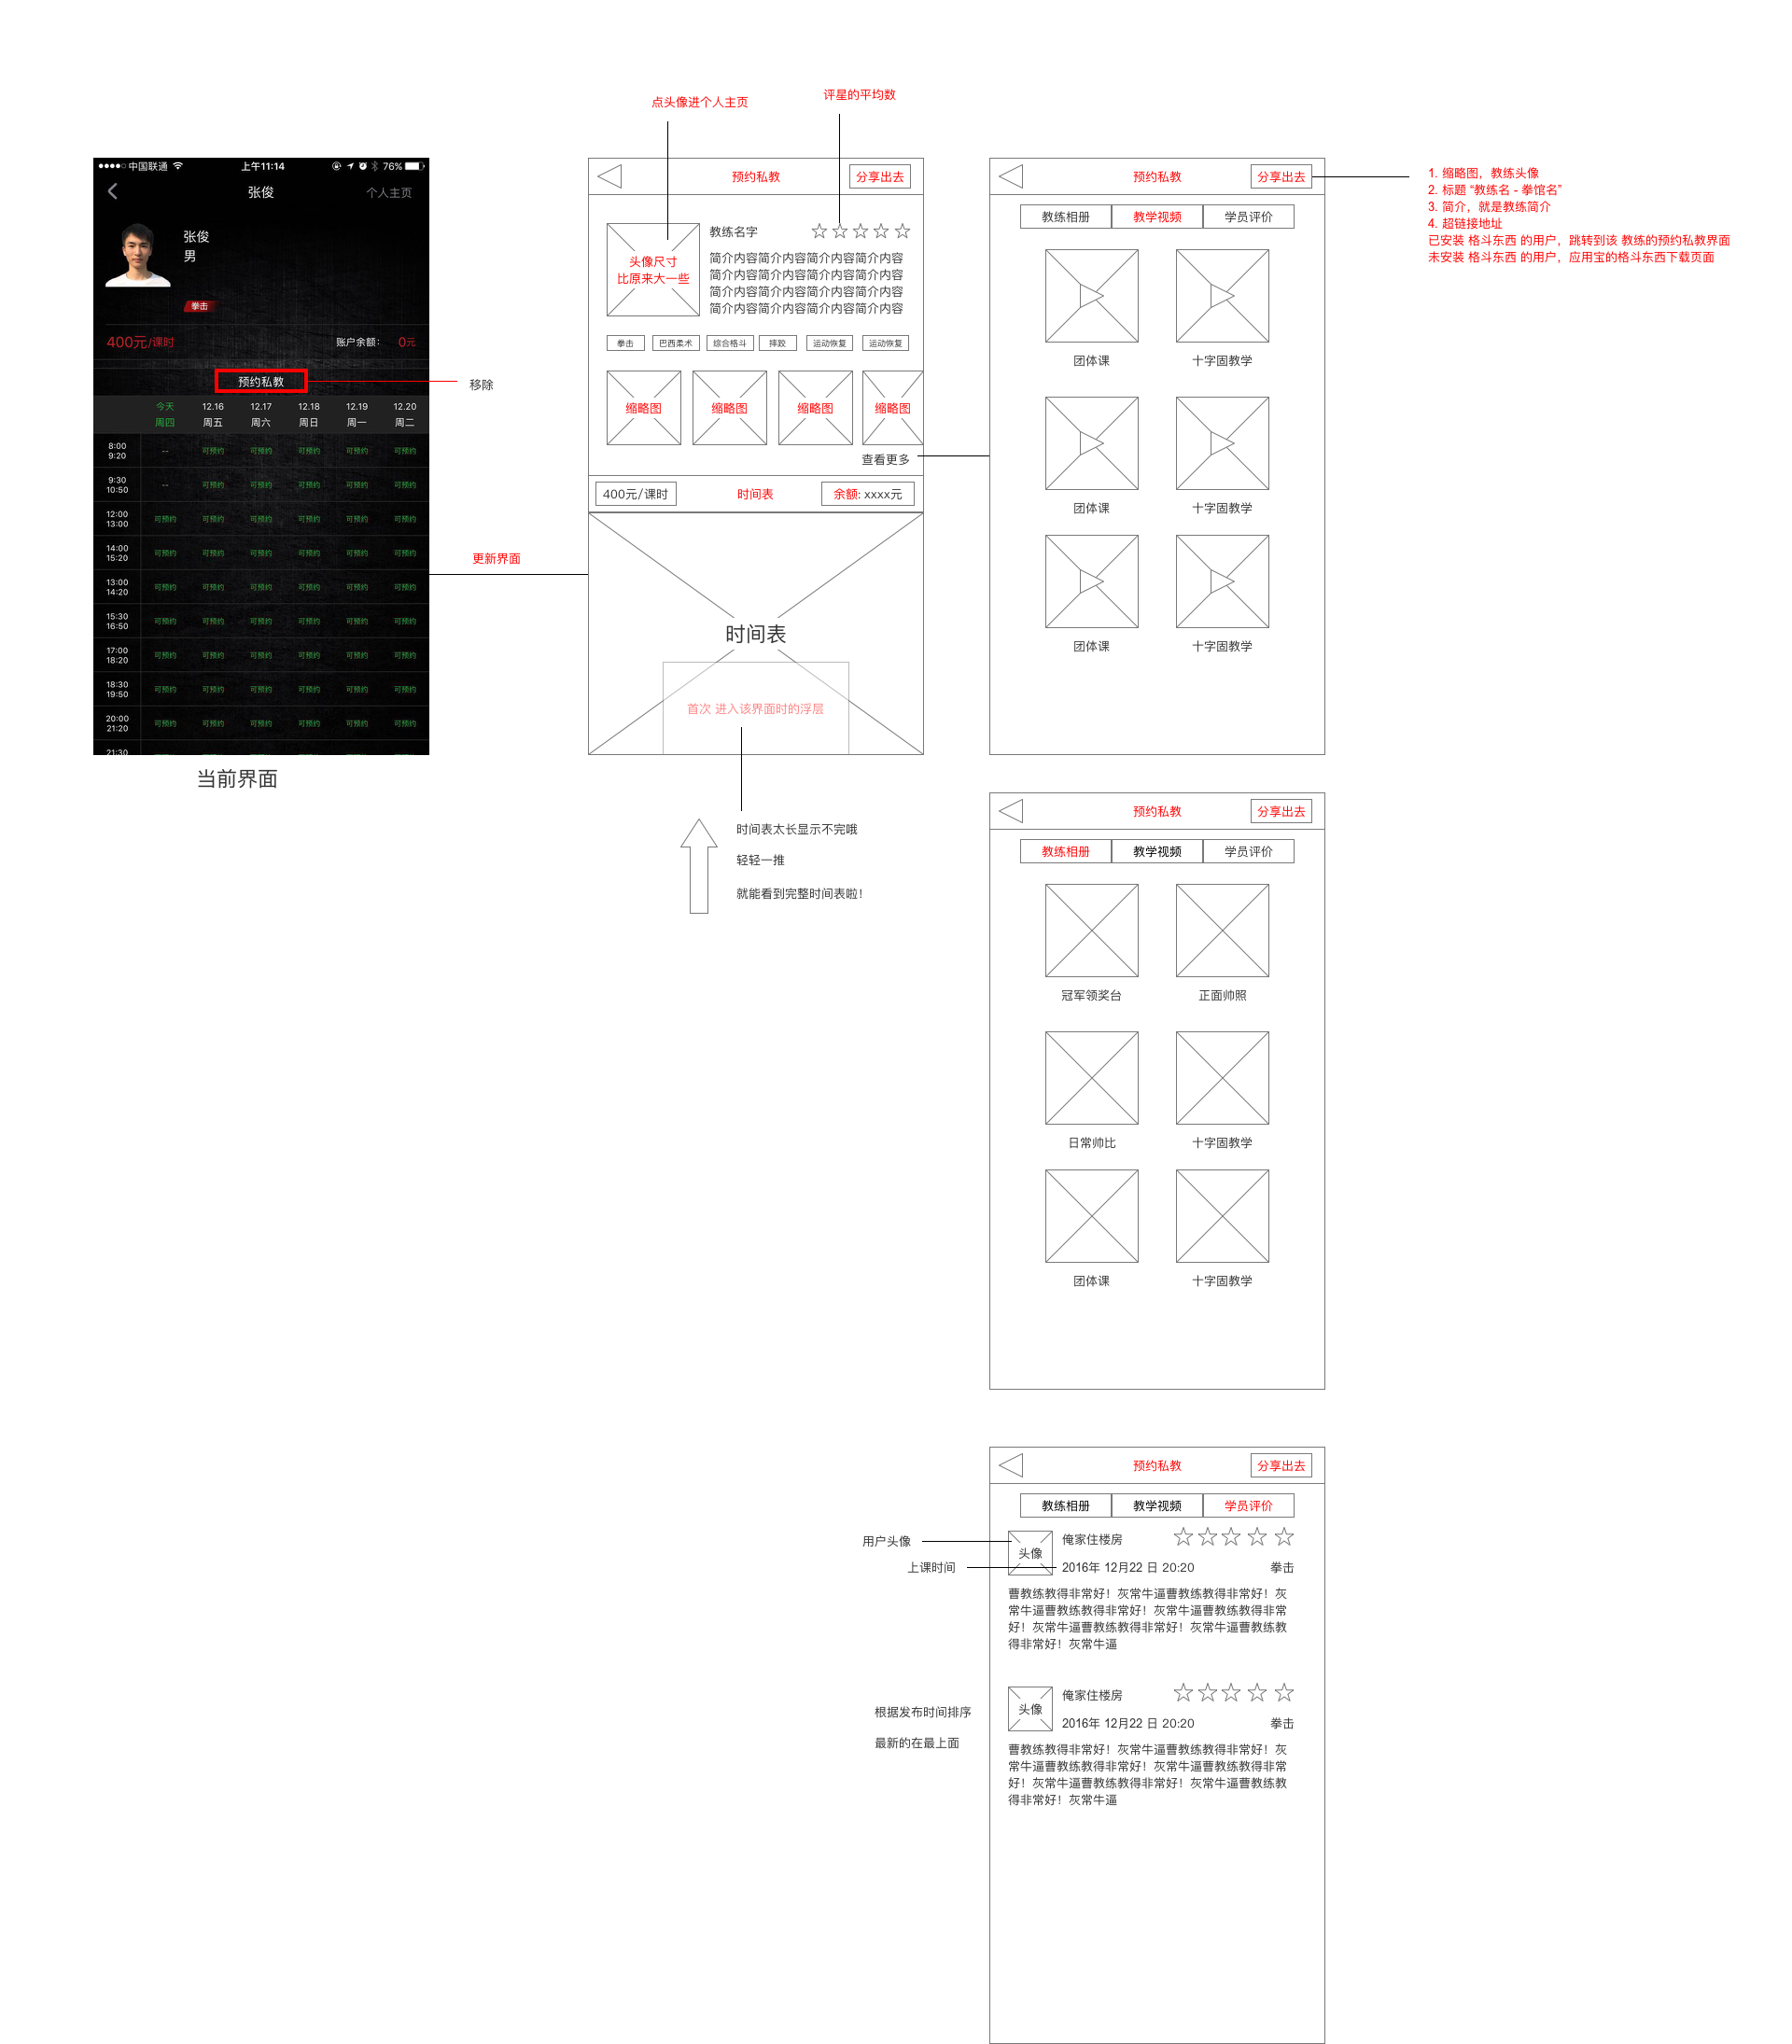 点头像进个人主页
评星的平均数
中国联通
上午11:14
76%
张俊
个人主页
张俊
男
拳击
400元/课时
账户余额：
0元
预约私教
移除
今天 12.16 12.17 12.18 12.19 12.20
周四 周五 周六 周日 周一 周二
8:00
9:20
-- 可预约 可预约 可预约 可预约 可预约
9:30
10:50
-- 可预约 可预约 可预约 可预约 可预约
12:00
13:00
可预约 可预约 可预约 可预约 可预约 可预约
14:00
15:20
可预约 可预约 可预约 可预约 可预约 可预约
13:00
14:20
可预约 可预约 可预约 可预约 可预约 可预约
15:30
16:50
可预约 可预约 可预约 可预约 可预约 可预约
17:00
18:20
可预约 可预约 可预约 可预约 可预约 可预约
18:30
19:50
可预约 可预约 可预约 可预约 可预约 可预约
20:00
21:20
可预约 可预约 可预约 可预约 可预约 可预约
21:30
当前界面
更新界面
预约私教
分享出去
头像尺寸
比原来大一些
教练名字
简介内容简介内容简介内容简介内容
简介内容简介内容简介内容简介内容
简介内容简介内容简介内容简介内容
简介内容简介内容简介内容简介内容
拳击 巴西柔术 综合格斗 摔跤 运动恢复 运动恢复
缩略图 缩略图 缩略图 缩略图
查看更多
400元/课时
时间表
余额: xxxx元
时间表
首次 进入该界面时的浮层
时间表太长显示不完哦
轻轻一推
就能看到完整时间表啦！
预约私教
分享出去
教练相册 教学视频 学员评价
团体课 十字固教学
团体课 十字固教学
团体课 十字固教学
1. 缩略图，教练头像
2. 标题 “教练名 - 拳馆名”
3. 简介，就是教练简介
4. 超链接地址
已安装 格斗东西 的用户，跳转到该 教练的预约私教界面
未安装 格斗东西 的用户，应用宝的格斗东西下载页面
预约私教
分享出去
教练相册 教学视频 学员评价
冠军领奖台 正面帅照
日常帅比 十字固教学
团体课 十字固教学
预约私教
分享出去
教练相册 教学视频 学员评价
用户头像
头像
俺家住楼房
上课时间
2016年 12月22 日 20:20
拳击
曹教练教得非常好！灰常牛逼曹教练教得非常好！灰
常牛逼曹教练教得非常好！灰常牛逼曹教练教得非常
好！灰常牛逼曹教练教得非常好！灰常牛逼曹教练教
得非常好！灰常牛逼
根据发布时间排序
最新的在最上面
头像
俺家住楼房
2016年 12月22 日 20:20
拳击
曹教练教得非常好！灰常牛逼曹教练教得非常好！灰
常牛逼曹教练教得非常好！灰常牛逼曹教练教得非常
好！灰常牛逼曹教练教得非常好！灰常牛逼曹教练教
得非常好！灰常牛逼